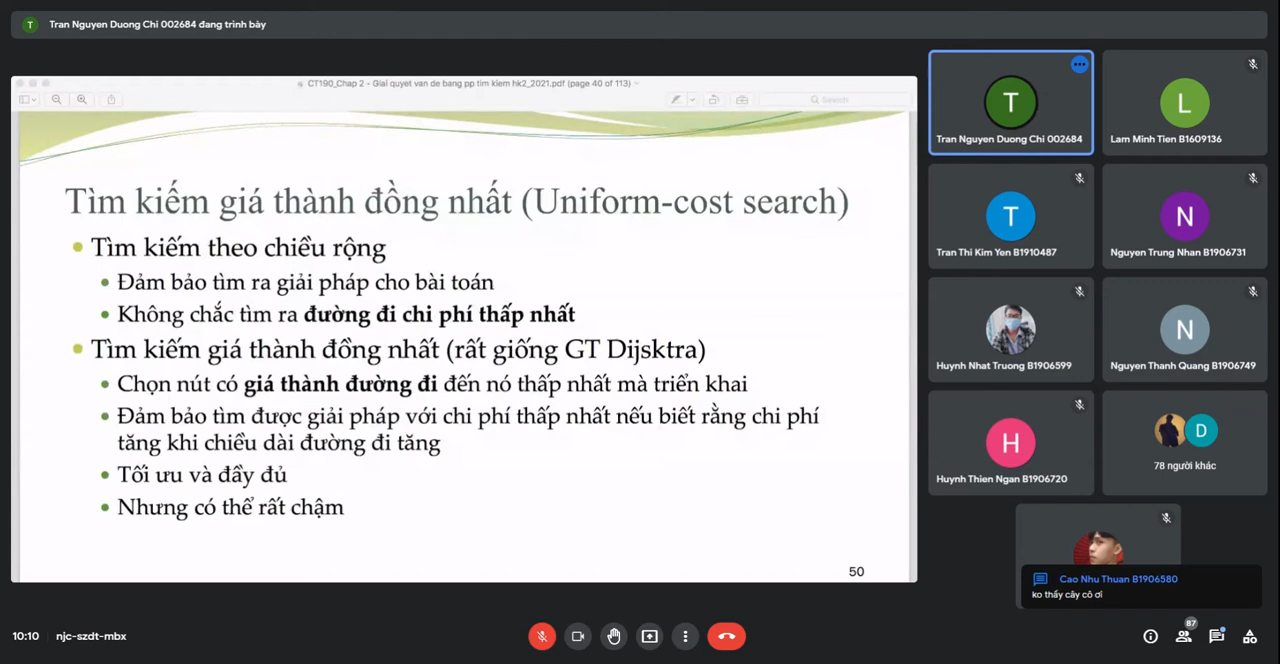 T
Tran Nguyen Duong Chi 002684 đang trình bày
CT190_Chap 2 - Giai quyet van de bang pp tim kiem hk2_2021.pdf (page 40 of 113)
Search
Tìm kiếm giá thành đồng nhất (Uniform-cost search)
Tìm kiếm theo chiều rộng
Đảm bảo tìm ra giải pháp cho bài toán
Không chắc tìm ra đường đi chi phí thấp nhất
Tìm kiếm giá thành đồng nhất (rất giống GT Dijsktra)
Chọn nút có giá thành đường đi đến nó thấp nhất mà triển khai
Đảm bảo tìm được giải pháp với chi phí thấp nhất nếu biết rằng chi phí
tăng khi chiều dài đường đi tăng
Tối ưu và đầy đủ
Nhưng có thể rất chậm
50
T
Tran Nguyen Duong Chi 002684
L
Lam Minh Tien B1609136
T
Tran Thi Kim Yen B1910487
N
Nguyen Trung Nhan B1906731
Huynh Nhat Truong B1906599
N
Nguyen Thanh Quang B1906749
H
Huynh Thien Ngan B1906720
D
78 người khác
Cao Nhu Thuan B1906580
ko thấy cây cô ơi
10:10
njc-szdt-mbx
87